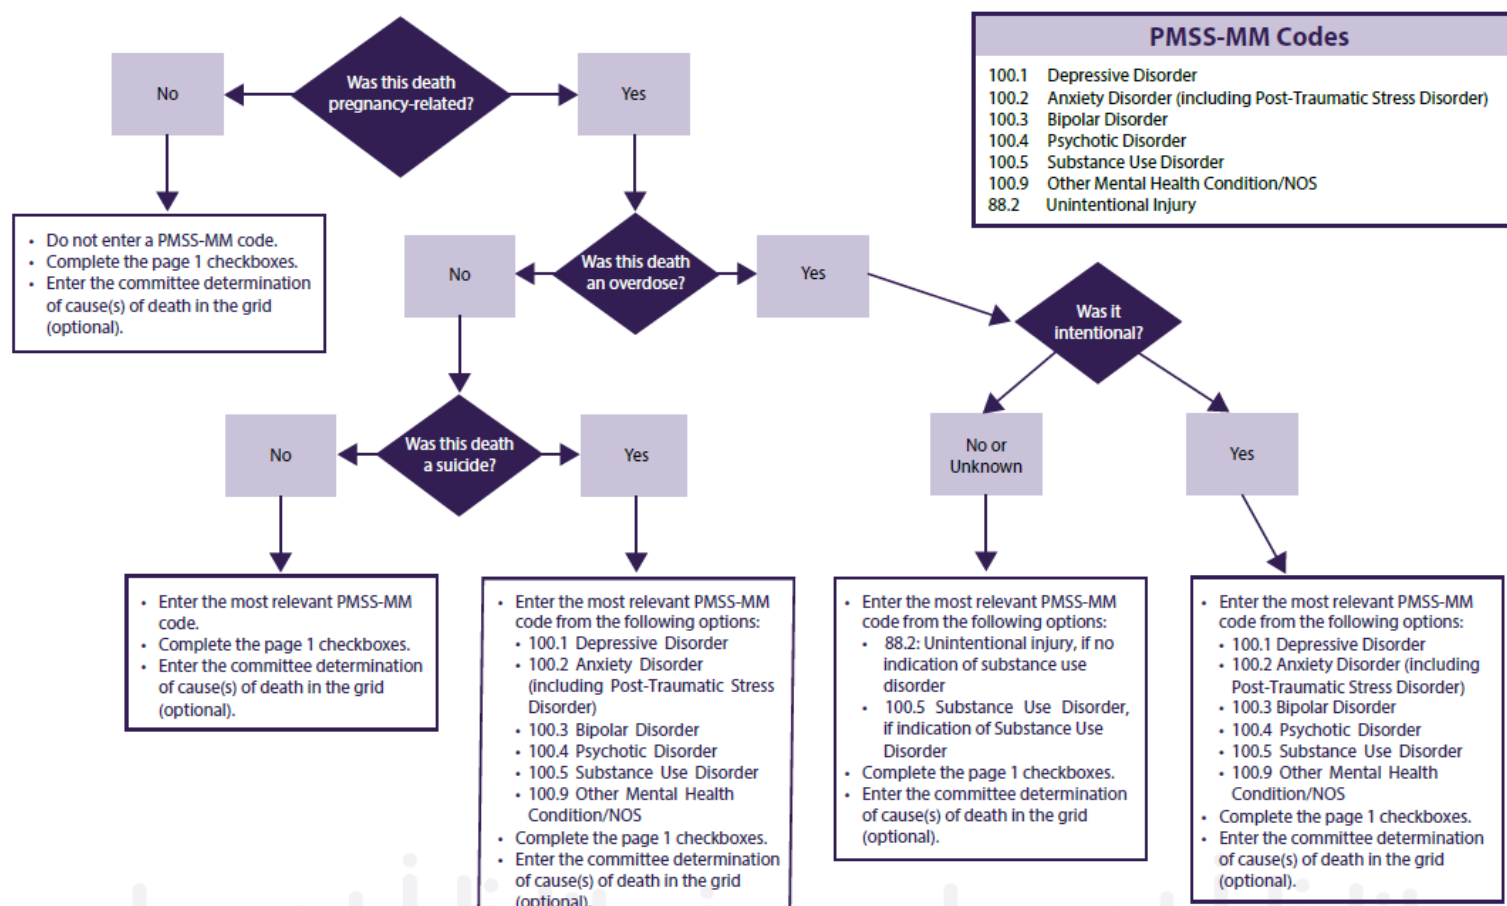 Was this death
pregnancy-related?
No
Yes
PMSS-MM Codes
100.1 Depressive Disorder
100.2 Anxiety Disorder (including Post-Traumatic Stress Disorder)
100.3 Bipolar Disorder
100.4 Psychotic Disorder
100.5 Substance Use Disorder
100.9 Other Mental Health Condition/NOS
88.2 Unintentional Injury
• Do not enter a PMSS-MM code.
• Complete the page 1 checkboxes.
• Enter the committee determination
of cause(s) of death in the grid
(optional).
No
Was this death
an overdose?
Yes
Was it
intentional?
No
Was this death
a suicide?
Yes
No or
Unknown
Yes
• Enter the most relevant PMSS-MM
code.
• Complete the page 1 checkboxes.
• Enter the committee determination
of cause(s) of death in the grid
(optional).
• Enter the most relevant PMSS-MM
code from the following options:
• 100.1 Depressive Disorder
• 100.2 Anxiety Disorder
(including Post-Traumatic Stress
Disorder)
• 100.3 Bipolar Disorder
• 100.4 Psychotic Disorder
• 100.5 Substance Use Disorder
• 100.9 Other Mental Health
Condition/NOS
• Complete the page 1 checkboxes.
• Enter the committee determination
of cause(s) of death in the grid
(optional).
• Enter the most relevant PMSS-MM
code from the following options:
• 88.2: Unintentional injury, if no
indication of substance use
disorder
• 100.5 Substance Use Disorder,
if indication of Substance Use
Disorder
• Complete the page 1 checkboxes.
• Enter the committee determination
of cause(s) of death in the grid
(optional).
• Enter the most relevant PMSS-MM
code from the following options:
• 100.1 Depressive Disorder
• 100.2 Anxiety Disorder (including
Post-Traumatic Stress Disorder)
• 100.3 Bipolar Disorder
• 100.4 Psychotic Disorder
• 100.5 Substance Use Disorder
• 100.9 Other Mental Health
Condition/NOS
• Complete the page 1 checkboxes.
• Enter the committee determination
of cause(s) of death in the grid
(optional).